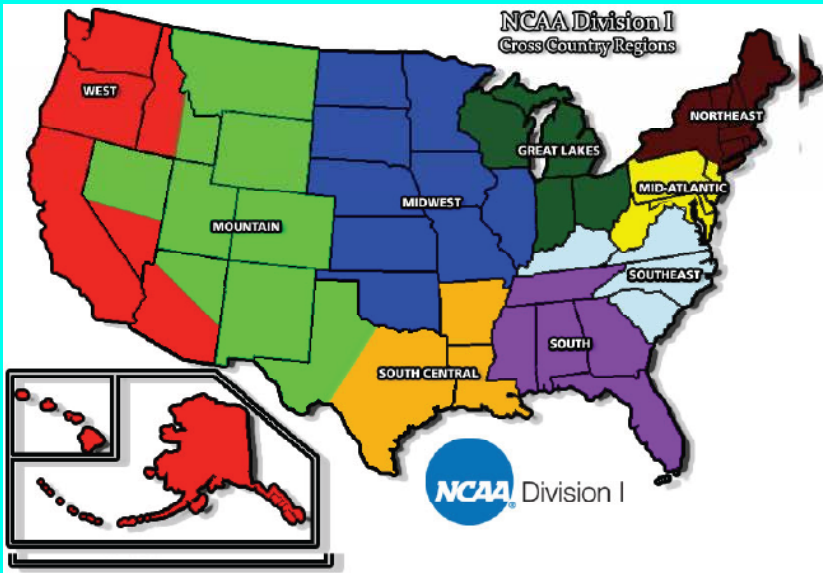 NCAA Division I
Cross Country Regions
WEST
NORTHEAST
GREAT LAKES
MID-ATLANTIC
MIDWEST
MOUNTAIN
SOUTHEAST
SOUTH
SOUTH CENTRAL
NCAA Division I